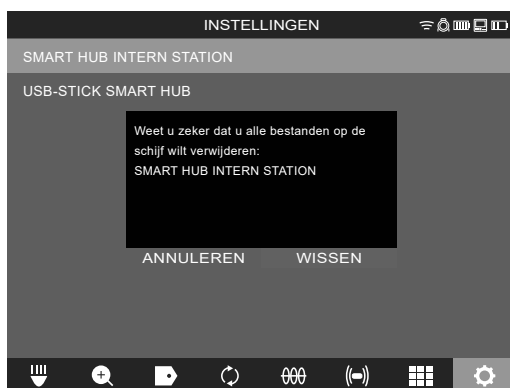 INSTELLINGEN
SMART HUB INTERN STATION
USB-STICK SMART HUB
Weet u zeker dat u alle bestanden op de
schijf wilt verwijderen:
SMART HUB INTERN STATION
ANNULEREN WISSEN